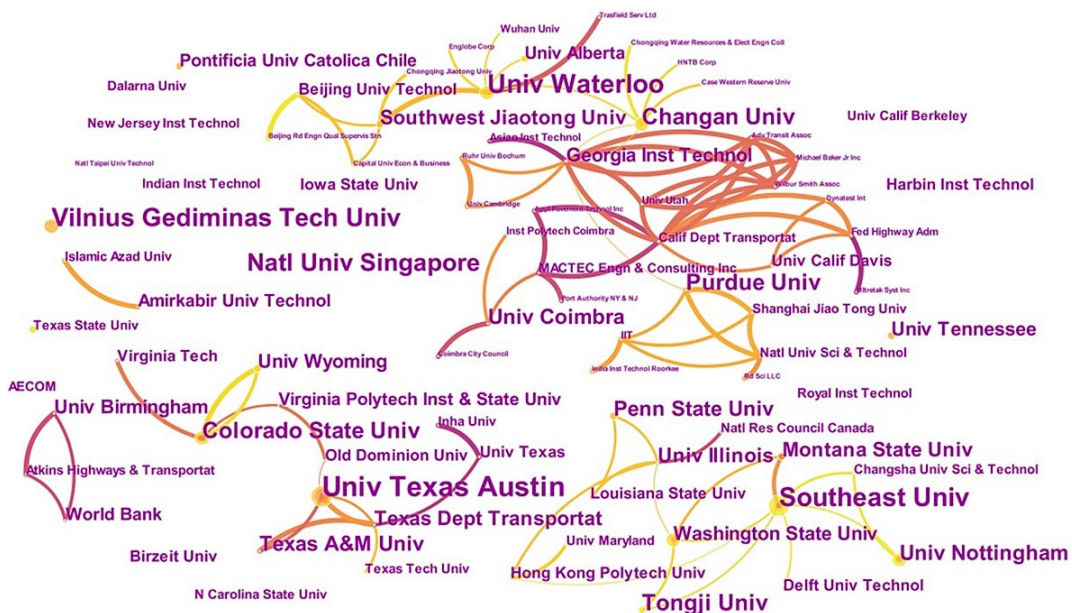 Trasfield Serv Ltd
Wuhan Univ
Englobe Corp
Univ Alberta
Chongqing Water Resources & Elect Engn Coll
Pontificia Univ Catolica Chile
HNTB Corp
Chongqing Jiaotong Univ
Dalarna Univ
Beijing Univ Technol
Univ Waterloo
Case Western Reserve Univ
New Jersey Inst Technol
Southwest Jiaotong Univ
Changan Univ
Univ Calif Berkeley
Beijing Rd Engn Qual Supervis Stn
Asian Inst Technol
Adv Transit Assoc
Natl Taipei Univ Technol
Capital Univ Econ & Business
Ruhr Univ Bochum
Georgia Inst Technol
Michael Baker Jr Inc
Indian Inst Technol
Iowa State Univ
Wilbur Smith Assoc
Harbin Inst Technol
Univ Cambridge
Univ Utah
Dynatest Int
Vilnius Gediminas Tech Univ
Appl Pavement Technol Inc
Inst Polytech Coimbra
Calif Dept Transportat
Fed Highway Adm
Islamic Azad Univ
Natl Univ Singapore
MACTEC Engn & Consulting Inc
Univ Calif Davis
Purdue Univ
Amirkabir Univ Technol
Port Authority NY & NJ
Shanghai Jiao Tong Univ
Texas State Univ
Univ Coimbra
IIT
Univ Tennessee
Virginia Tech
Univ Wyoming
Coimbra City Council
Natl Univ Sci & Technol
India Inst Technol Roorkee
Rd Sci LLC
AECOM
Royal Inst Technol
Univ Birmingham
Virginia Polytech Inst & State Univ
Penn State Univ
Colorado State Univ
Inha Univ
Natl Res Council Canada
Old Dominion Univ
Univ Texas
Univ Illinois
Montana State Univ
Atkins Highways & Transportat
Changsha Univ Sci & Technol
Univ Texas Austin
Louisiana State Univ
Southeast Univ
World Bank
Texas Dept Transportat
Washington State Univ
Texas A&M Univ
Univ Maryland
Birzeit Univ
Texas Tech Univ
Hong Kong Polytech Univ
Univ Nottingham
N Carolina State Univ
Tongji Univ
Delft Univ Technol